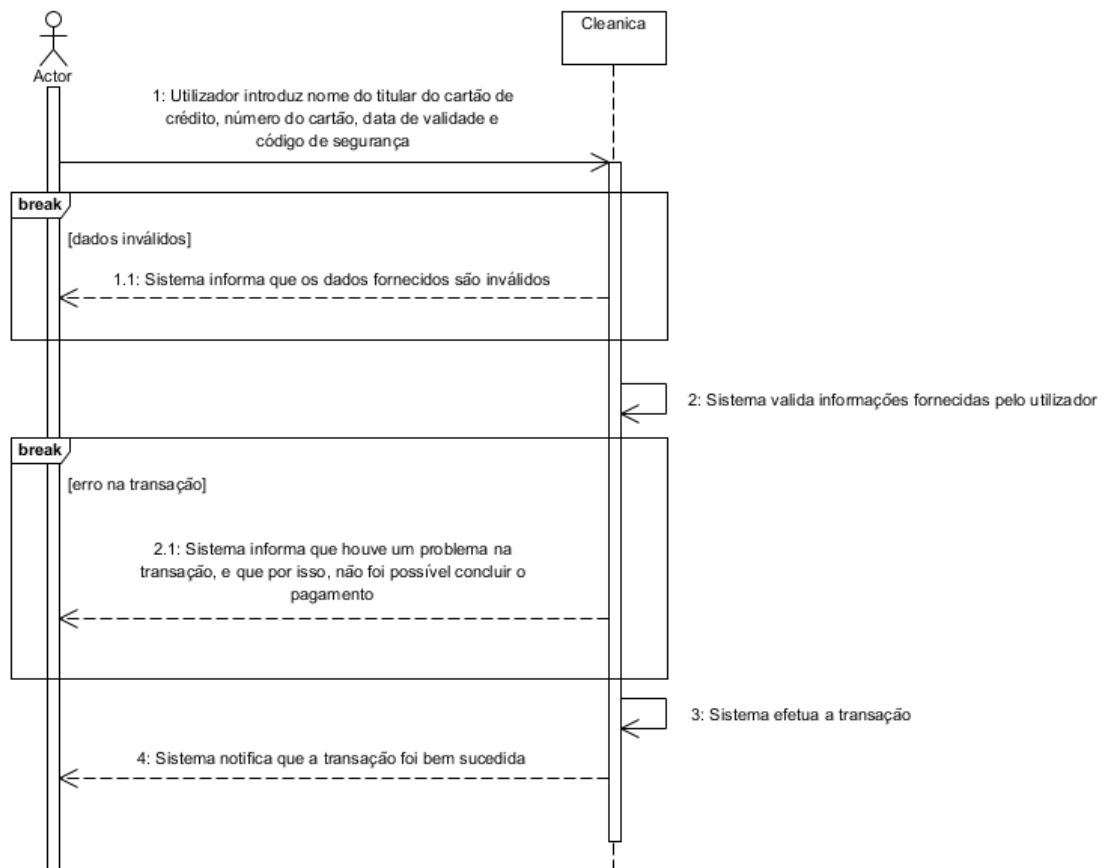 Cleanica
Actor
1: Utilizador introduz nome do titular do cartão de
crédito, número do cartão, data de validade e
código de segurança
break
[dados inválidos]
1.1: Sistema informa que os dados fornecidos são inválidos
2: Sistema valida informações fornecidas pelo utilizador
break
[erro na transação]
2.1: Sistema informa que houve um problema na
transação, e que por isso, não foi possível concluir o
pagamento
3: Sistema efetua a transação
4: Sistema notifica que a transação foi bem sucedida